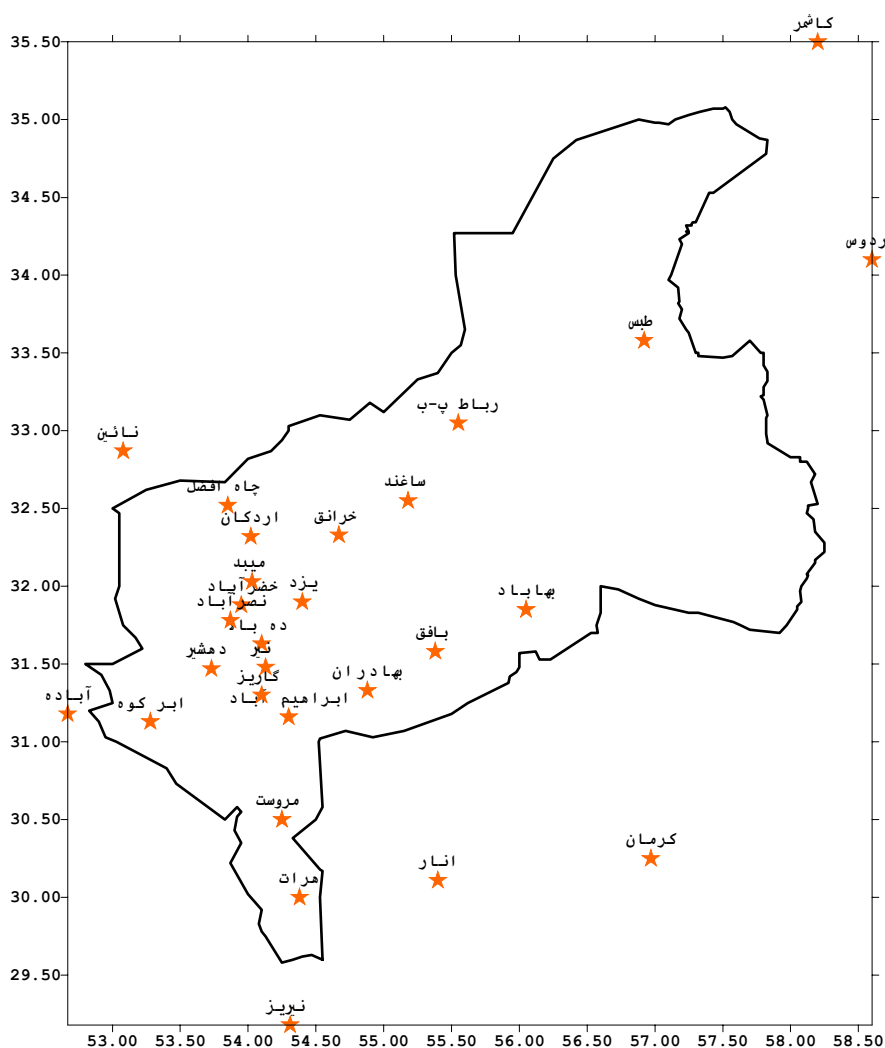 کاشمر
35.50
35.00
34.50
ردوس
34.00
طبس
33.50
رباط پ-ب
33.00
نائین
ساغند
چاه افضل
32.50
اردکان
خرانق
میبد
32.00
خضرآباد
یزد
بهاباد
نصرآباد
ده بالا
بافق
نیر
دهشیر
31.50
گاریز
بهادران
آباده
ابر کوه
ابراهیم آباد
31.00
مروست
30.50
کرمان
انار
هرات
30.00
29.50
نیریز
53.00 53.50 54.00 54.50 55.00 55.50 56.00 56.50 57.00 57.50 58.00 58.50